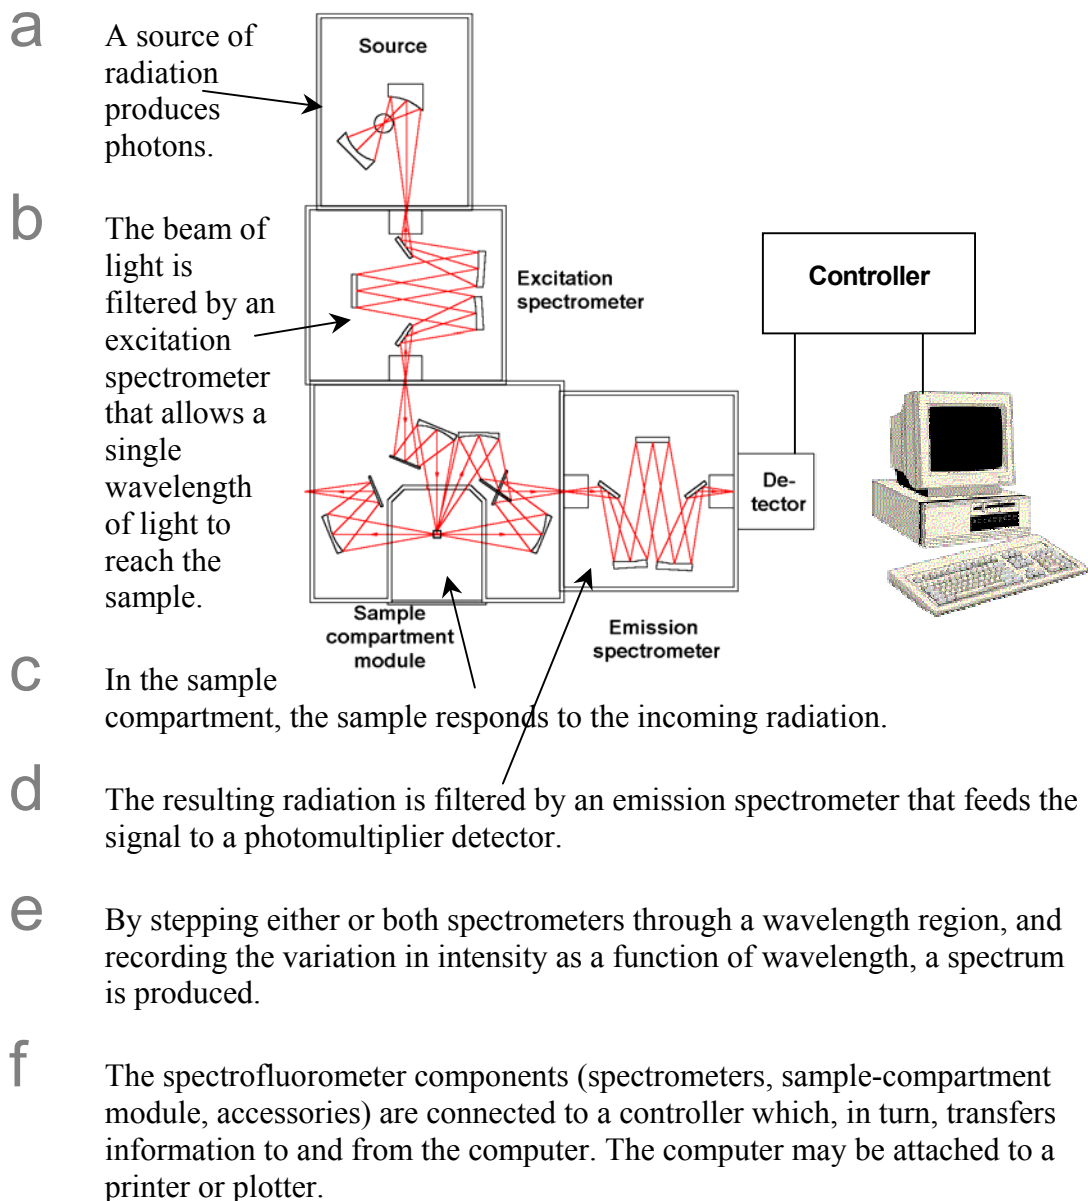 a
A source of
radiation
produces
photons.
Source
b
The beam of
light is
filtered by an
excitation
spectrometer
that allows a
single
wavelength
of light to
reach the
sample.
Excitation
spectrometer
Controller
De-
tector
Sample
compartment
module
Emission
spectrometer
c
In the sample
compartment, the sample responds to the incoming radiation.
d
The resulting radiation is filtered by an emission spectrometer that feeds the
signal to a photomultiplier detector.
e
By stepping either or both spectrometers through a wavelength region, and
recording the variation in intensity as a function of wavelength, a spectrum
is produced.
f
The spectrofluorometer components (spectrometers, sample-compartment
module, accessories) are connected to a controller which, in turn, transfers
information to and from the computer. The computer may be attached to a
printer or plotter.